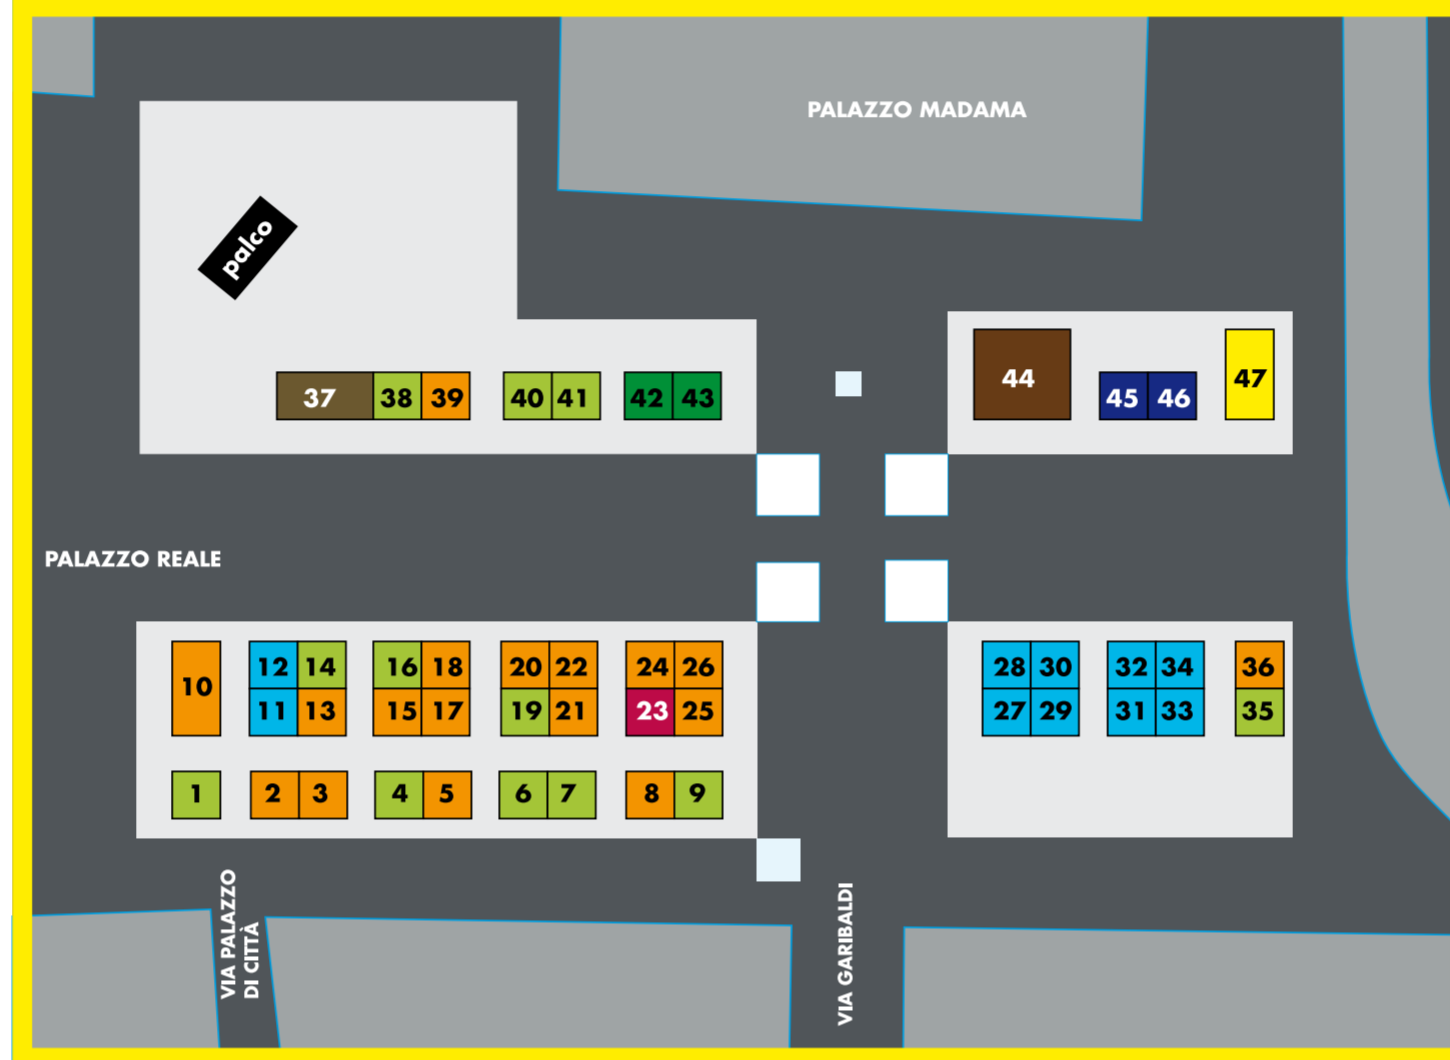 PALAZZO MADAMA
palco
37 38 39 40 41 42 43 44 45 46 47
PALAZZO REALE
10 12 14 16 18 20 22 24 26 28 30 32 34 36
11 13 15 17 19 21 23 25 27 29 31 33 35
1 2 3 4 5 6 7 8 9
VIA PALAZZO
DI CITTÀ
VIA GARIBALDI